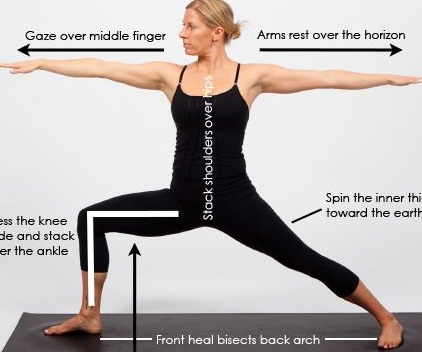 Gaze over middle finger
Arms rest over the horizon
Stack shoulders over hips
ess the knee
de and stack
er the ankle
Spin the inner thi
toward the earth
Front heal bisects back arch